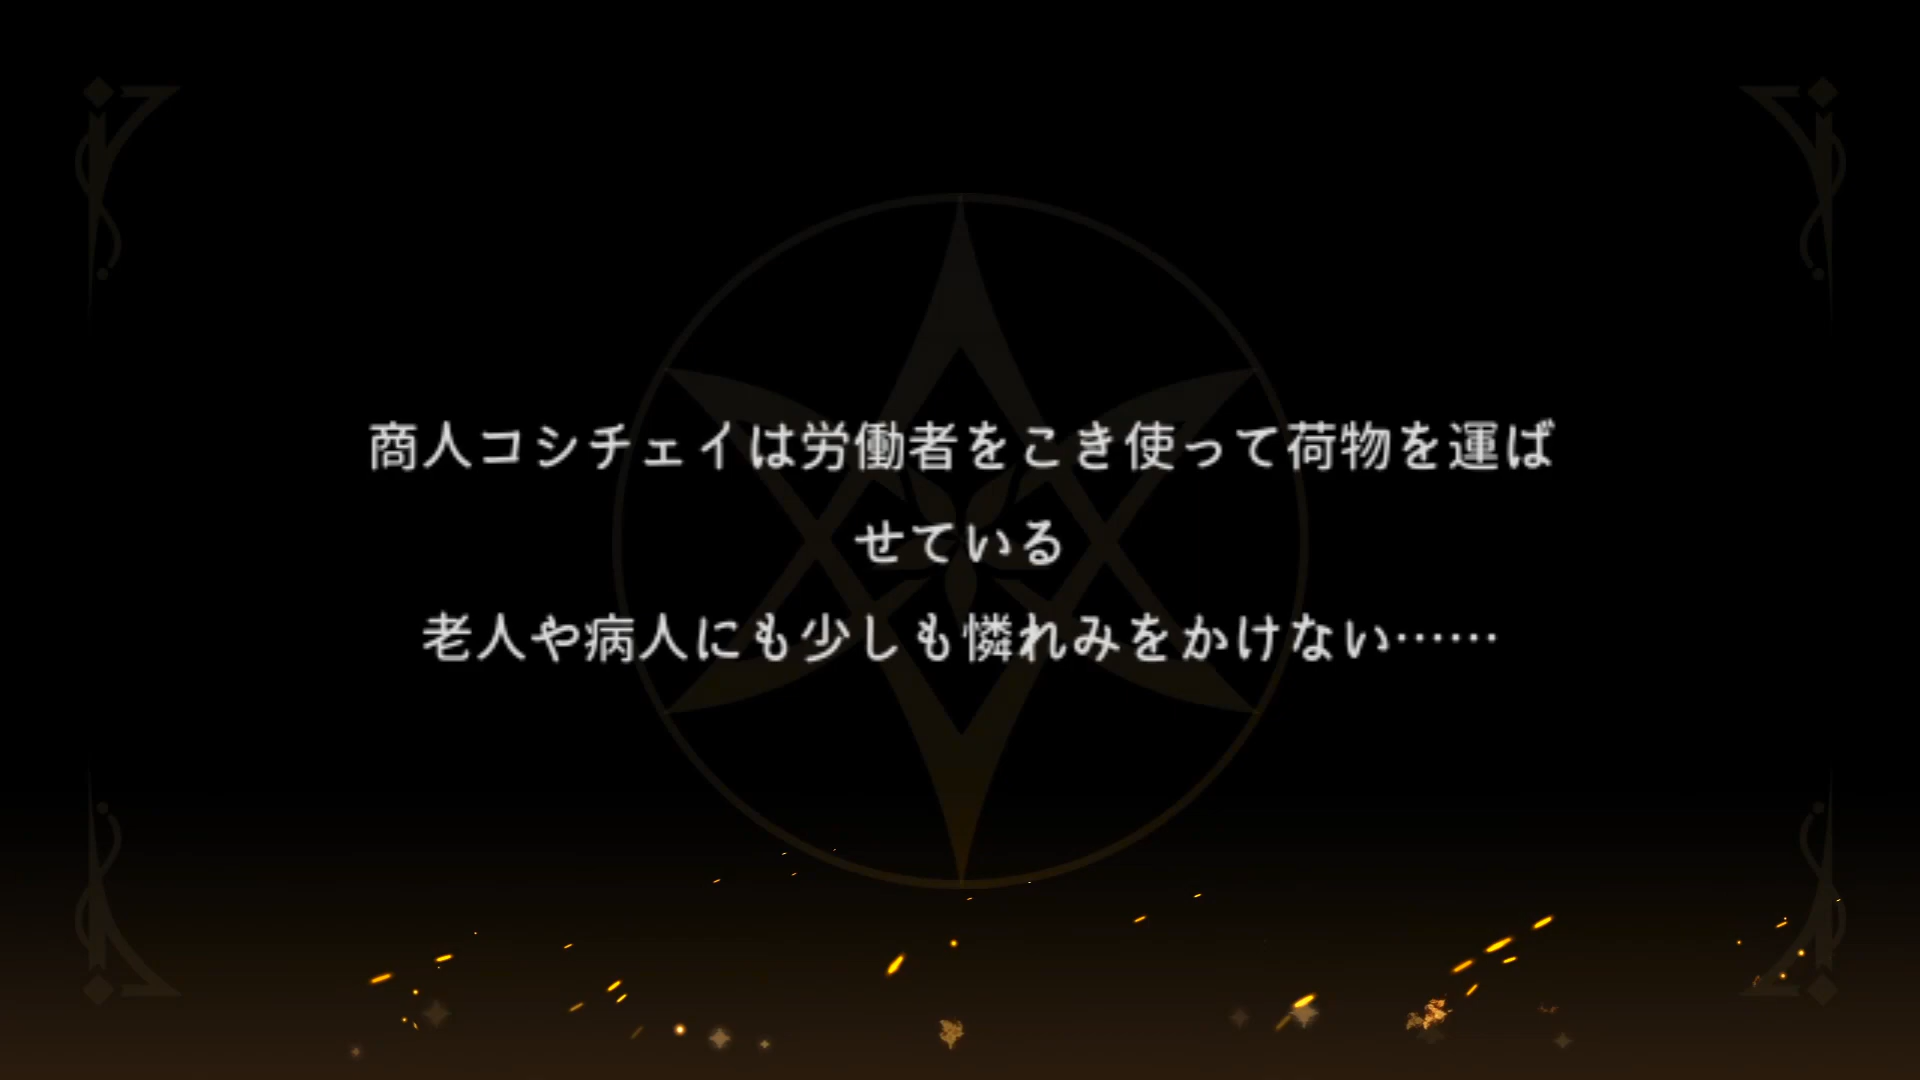 商人コシチェイは労働者をこき使って荷物を運ば
せている
老人や病人にも少しも憐れみをかけない……